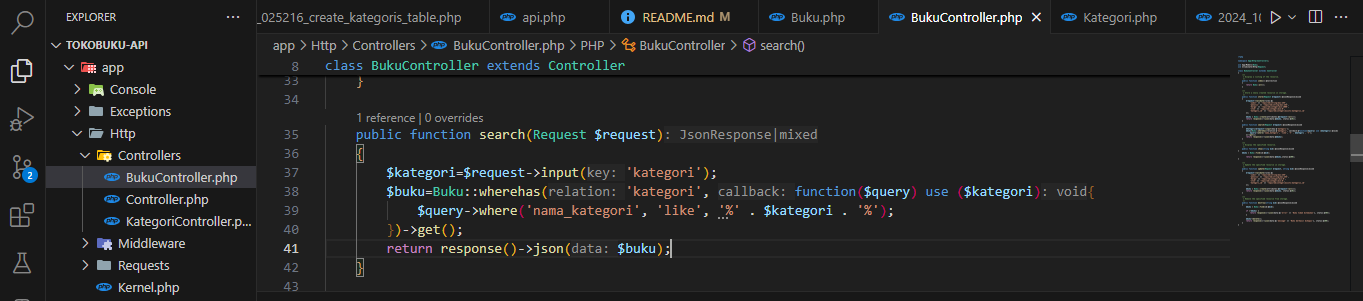 EXPLORER ...
TOKOBUKU-API
app
Console
Exceptions
Http
Controllers
BukuController.php
Controller.php
KategoriController.p...
Middleware
Requests
Kernel.php
2
_025216_create_kategoris_table.php api.php README.md M Buku.php BukuController.php Kategori.php 2024_10
app > Http > Controllers > BukuController.php > PHP > BukuController > search()
8 class BukuController extends Controller
33 }
34
1 reference | 0 overrides
35 public function search(Request $request): JsonResponse|mixed
36 {
37 $kategori=$request->input(key: 'kategori');
38 $buku=Buku::wherehas(relation: 'kategori', callback: function($query) use ($kategori): void{
39 $query->where('nama_kategori', 'like', '%' . $kategori . '%');
40 })->get();
41 return response()->json(data: $buku);
42 }
43